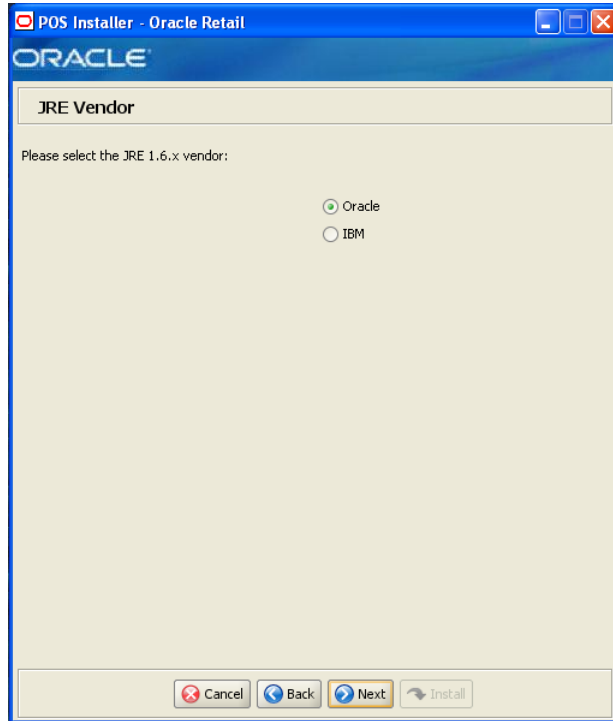 POS Installer - Oracle Retail
ORACLE
JRE Vendor
Please select the JRE 1.6.x vendor:
Oracle
IBM
Cancel Back Next Install